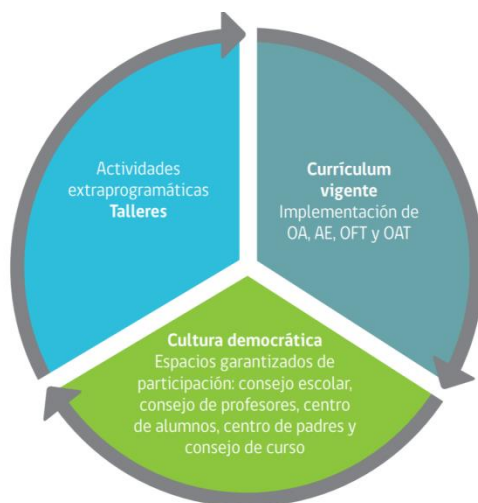 Actividades
extraprogramáticas
Talleres
Currículum
vigente
Implementación de
OA, AE, OFT y OAT
Cultura democrática
Espacios garantizados de
participación: consejo escolar,
consejo de profesores, centro
de alumnos, centro de padres y
consejo de curso